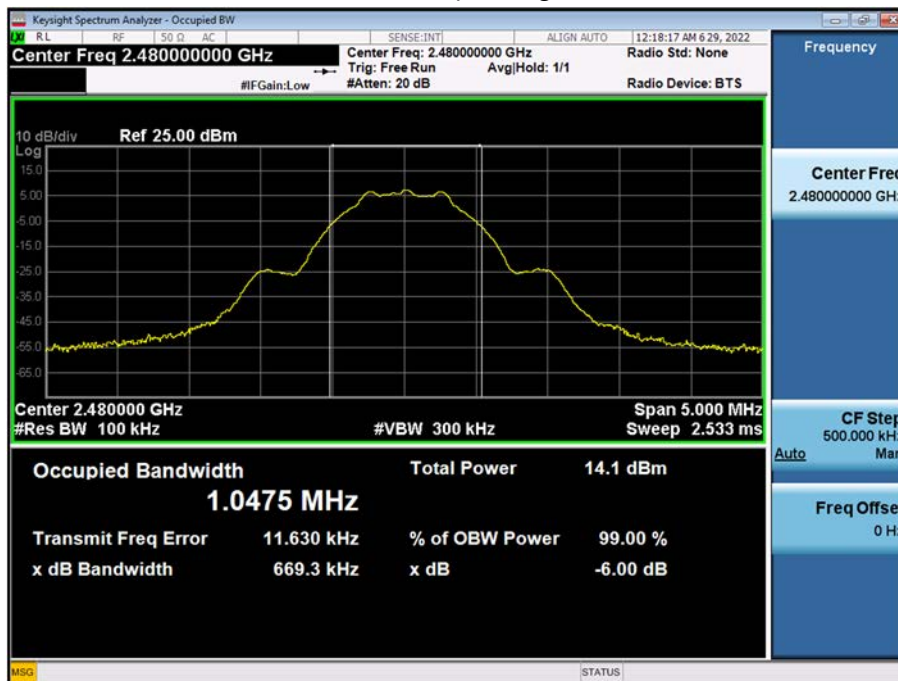 Keysight Spectrum Analyzer - Occupied BW
LXI RL RF 50 Ω AC SENSE:INT ALIGN AUTO 12:18:17 AM 6 29, 2022
Center Freq 2.480000000 GHz
Center Freq: 2.480000000 GHz
Radio Std: None
Trig: Free Run Avg|Hold: 1/1
#IFGain:Low
#Atten: 20 dB
Radio Device: BTS
10 dB/div Ref 25.00 dBm
Log
15.0
5.00
-5.00
-15.0
-25.0
-35.0
-45.0
-55.0
-65.0
Center 2.480000 GHz Span 5.000 MHz
#Res BW 100 kHz #VBW 300 kHz Sweep 2.533 ms
Occupied Bandwidth Total Power 14.1 dBm
1.0475 MHz
Transmit Freq Error 11.630 kHz % of OBW Power 99.00 %
x dB Bandwidth 669.3 kHz x dB -6.00 dB
Frequency
Center Freq
2.480000000 GHz
CF Step
500.000 kHz
Auto Man
Freq Offset
0 Hz
MSG STATUS